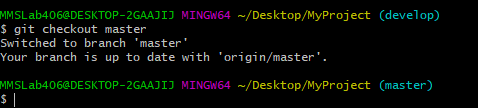 MMSLab406@DESKTOP-2GAAJIJ MINGW64 ~/Desktop/MyProject (develop)
$ git checkout master
Switched to branch 'master'
Your branch is up to date with 'origin/master'.
MMSLab406@DESKTOP-2GAAJIJ MINGW64 ~/Desktop/MyProject (master)
$